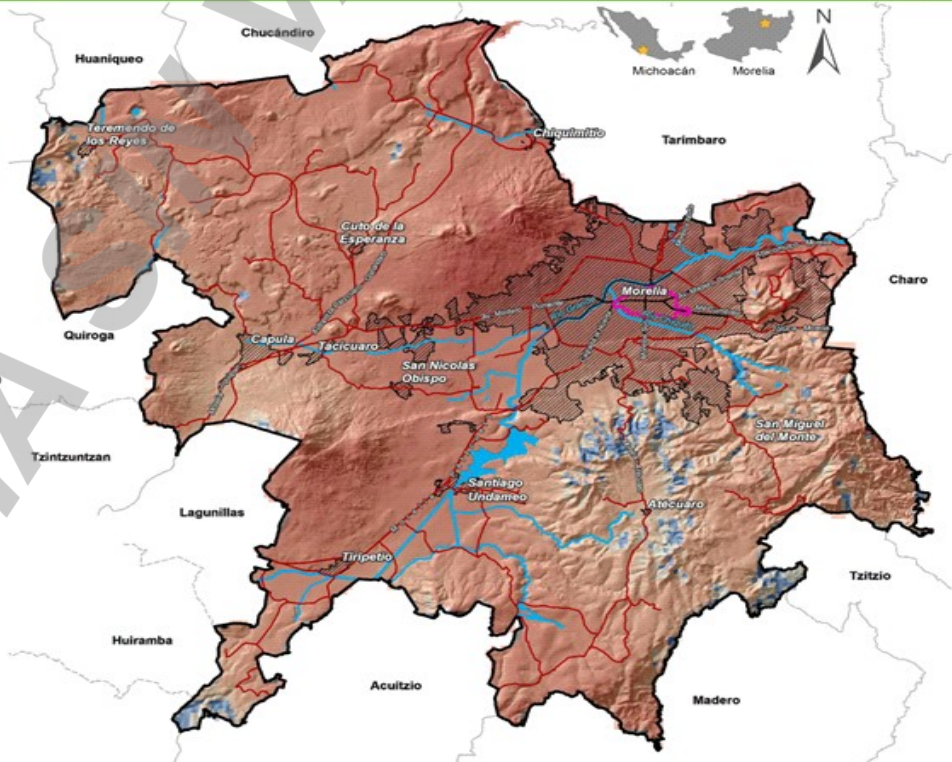 Chucándiro
N
Huaniqueo
Michoacán
Morelia
Teremendo de
los Reyes
Chiquimitio
Tarímbaro
Cuto de la
Esperanza
Charo
Morelia
Quiroga
Capula
Tacícuaro
San Nicolás
Obispo
San Miguel
del Monte
Tzintzuntzan
Santiago
Undameo
Lagunillas
Atécuaro
Tiripetío
Tzitzio
Huiramba
Acuitzio
Madero